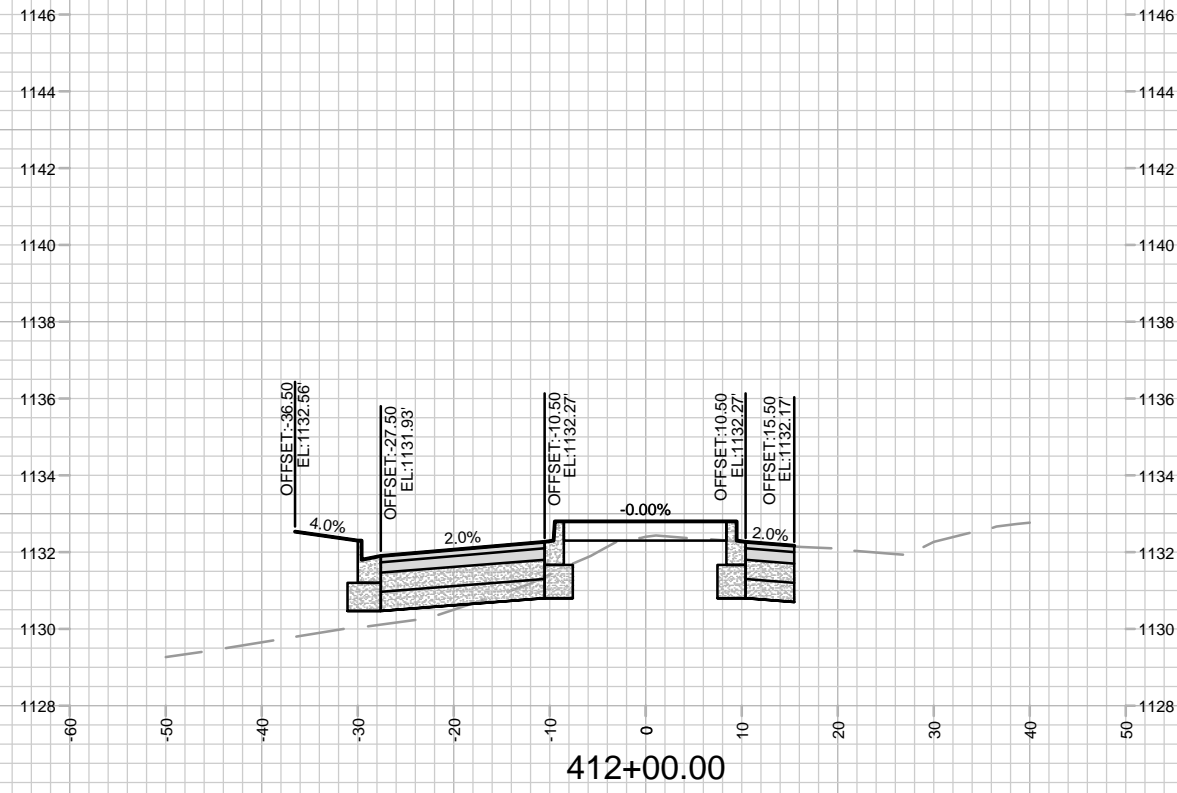 1146 1146
1144 1144
1142 1142
1140 1140
1138 1138
1136 1136
1134 1134
1132 1132
1130 1130
1128 1128
OFFSET:-36.50
EL:1132.56'
OFFSET:-27.50
EL:1131.93'
OFFSET:-10.50
EL:1132.27'
OFFSET:10.50
EL:1132.27'
OFFSET:15.50
EL:1132.17'
4.0%
2.0%
-0.00%
2.0%
-60 -50 -40 -30 -20 -10 0 10 20 30 40 50
412+00.00